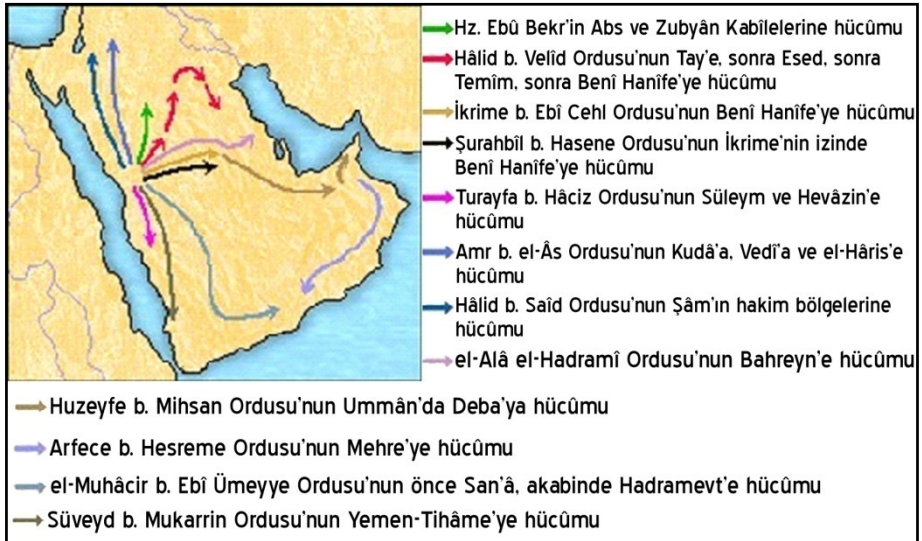 Hz. Ebû Bekr'in Abs ve Zubyân Kabîlelerine hücûmu
Hâlid b. Velîd Ordusu'nun Tay'e, sonra Esed, sonra
Temîm, sonra Benî Hanîfe'ye hücûmu
İkrime b. Ebî Cehl Ordusu'nun Benî Hanîfe'ye hücûmu
Şurahbîl b. Hasene Ordusu'nun İkrime'nin izinde
Benî Hanîfe'ye hücûmu
Turayfa b. Hâciz Ordusu'nun Süleym ve Hevâzin'e
hücûmu
Amr b. el-Âs Ordusu'nun Kudâ'a, Vedî'a ve el-Hâris'e
hücûmu
Hâlid b. Saîd Ordusu'nun Şâm'ın hakim bölgelerine
hücûmu
el-Alâ el-Hadramî Ordusu'nun Bahreyn'e hücûmu
Huzeyfe b. Mihsan Ordusu'nun Ummân'da Deba'ya hücûmu
Arfece b. Hesreme Ordusu'nun Mehre'ye hücûmu
el-Muhâcir b. Ebî Ümeyye Ordusu'nun önce San'â, akabinde Hadramevt'e hücûmu
Süveyd b. Mukarrin Ordusu'nun Yemen-Tihâme'ye hücûmu